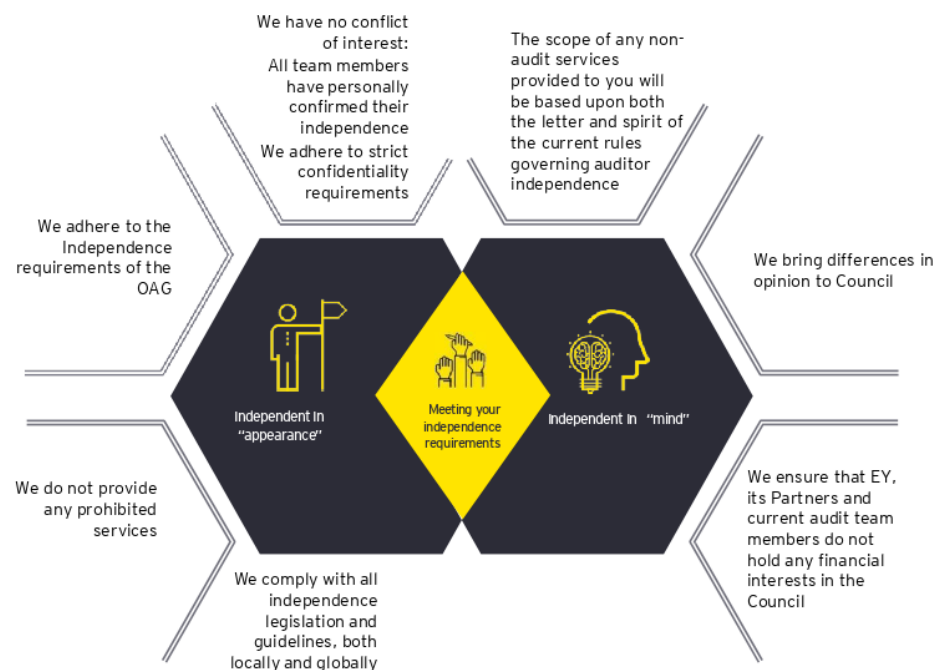 We have no conflict
of interest:
All team members
have personally
confirmed their
independence
We adhere to strict
confidentiality
requirements
The scope of any non-
audit services
provided to you will
be based upon both
the letter and spirit of
the current rules
governing auditor
independence
We adhere to the
Independence
requirements of the
OAG
We bring differences in
opinion to Council
Independent In
“appearance”
Meeting your
independence
requirements
Independent In “mind”
We do not provide
any prohibited
services
We ensure that EY,
its Partners and
current audit team
members do not
hold any financial
interests in the
Council
We comply with all
independence
legislation and
guidelines, both
locally and globally